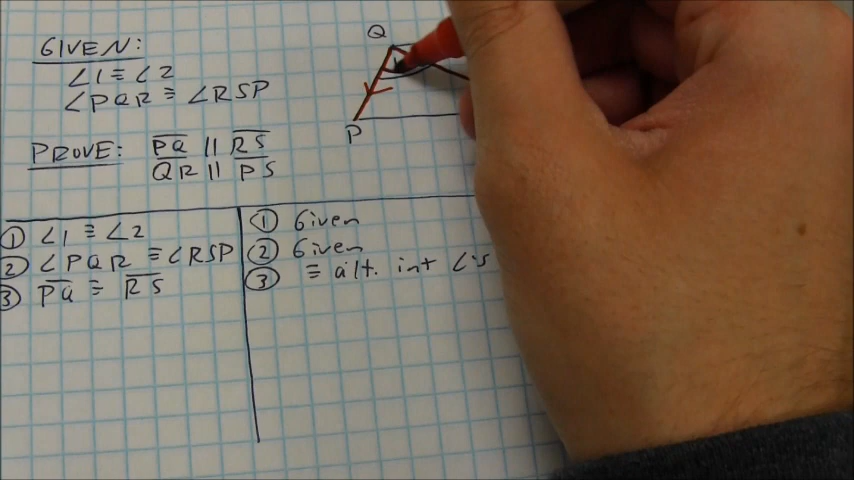 GIVEN:
∠1 ≅ ∠2
∠PQR ≅ ∠RSP
PROVE: PQ || RS
QR || PS
Q
P
① ∠1 ≅ ∠2
② ∠PQR ≅ ∠RSP
③ PQ ≅ RS
① Given
② Given
③ ≅ alt. int ∠'s